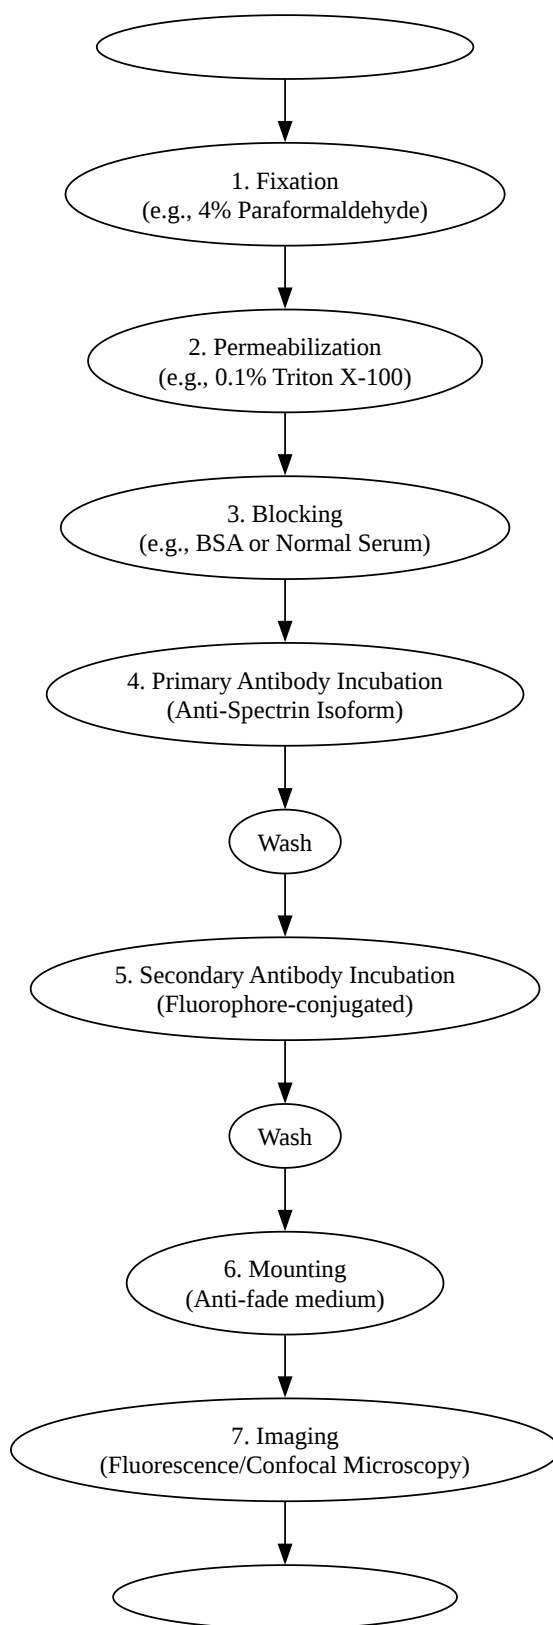 1. Fixation
(e.g., 4% Paraformaldehyde)
2. Permeabilization
(e.g., 0.1% Triton X-100)
3. Blocking
(e.g., BSA or Normal Serum)
4. Primary Antibody Incubation
(Anti-Spectrin Isoform)
Wash
5. Secondary Antibody Incubation
(Fluorophore-conjugated)
Wash
6. Mounting
(Anti-fade medium)
7. Imaging
(Fluorescence/Confocal Microscopy)